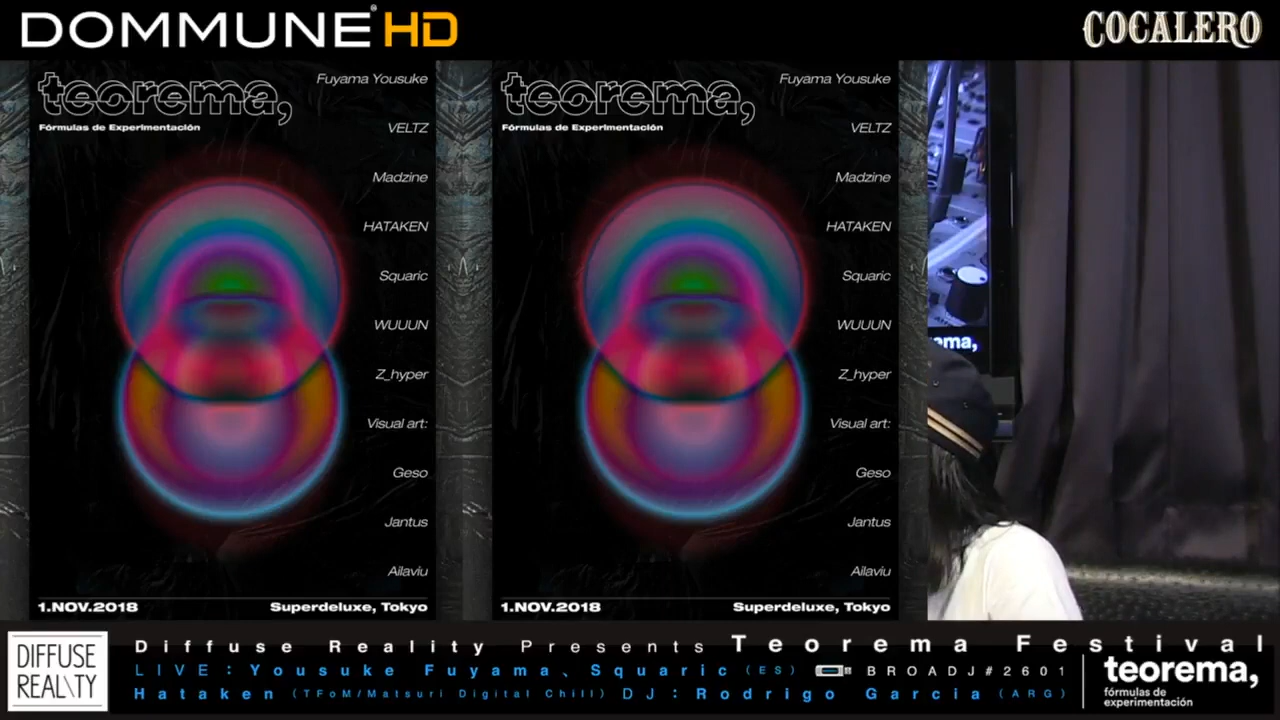 DOMMUNE® HD
COCALERO
teorema,
Fórmulas de Experimentación
Fuyama Yousuke
VELTZ
Madzine
HATAKEN
Squaric
WUUUN
Z_hyper
Visual art:
Geso
Jantus
Ailaviu
1.NOV.2018
Superdeluxe, Tokyo
teorema,
Fórmulas de Experimentación
Fuyama Yousuke
VELTZ
Madzine
HATAKEN
Squaric
WUUUN
Z_hyper
Visual art:
Geso
Jantus
Ailaviu
1.NOV.2018
Superdeluxe, Tokyo
ema,
DIFFUSE
REALITY
Diffuse Reality Presents Teorema Festival
LIVE:Yousuke Fuyama、Squaric (ES) BROADJ#2601
Hataken (TFoM/Matsuri Digital Chill) DJ:Rodrigo Garcia (ARG)
teorema,
fórmulas de
experimentación